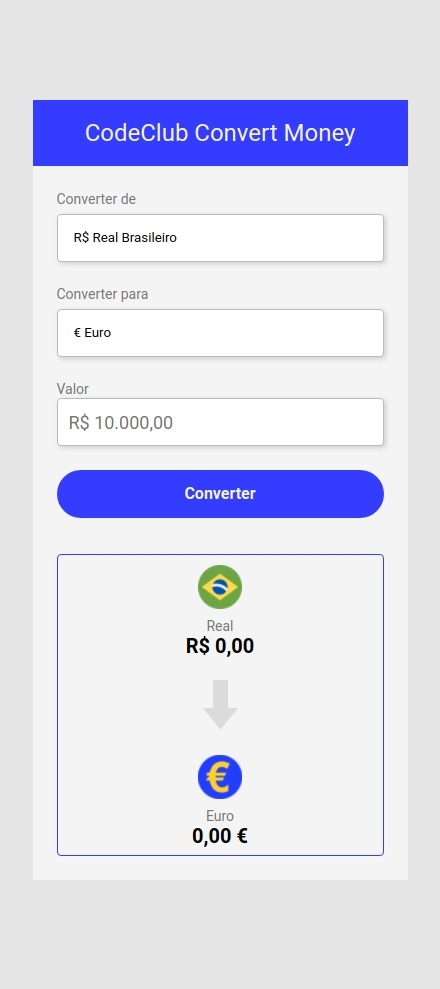 CodeClub Convert Money
Converter de
R$ Real Brasileiro
Converter para
€ Euro
Valor
R$ 10.000,00
Converter
Real
R$ 0,00
€
Euro
0,00 €